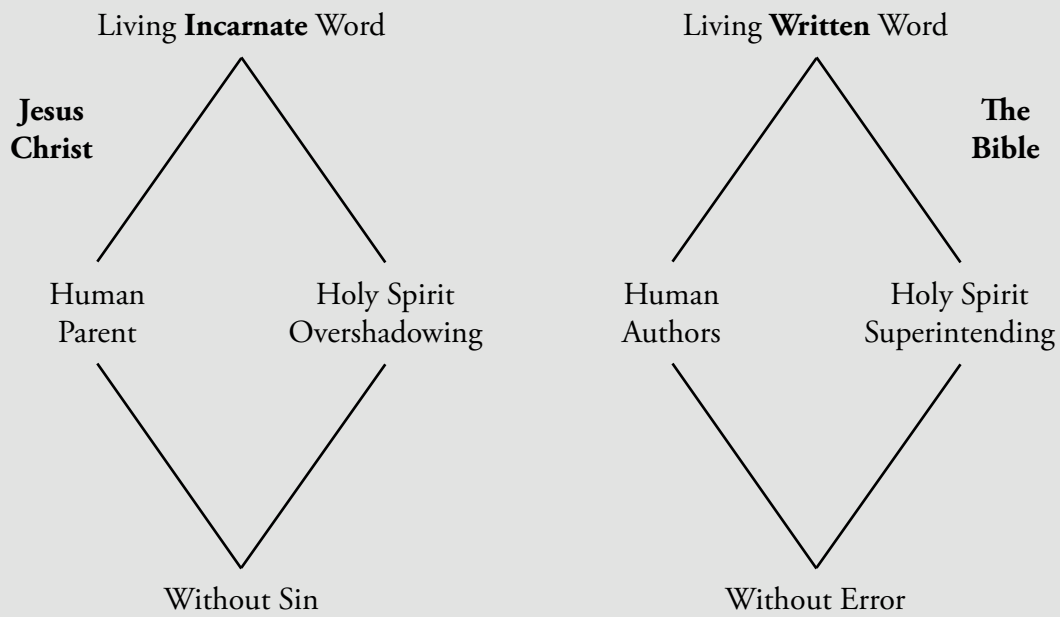 Living Incarnate Word
Jesus
Christ
Human
Parent
Holy Spirit
Overshadowing
Without Sin
Living Written Word
The
Bible
Human
Authors
Holy Spirit
Superintending
Without Error